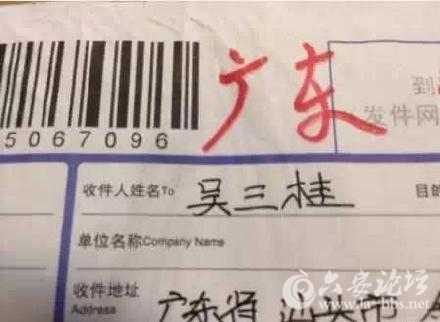 广东
5067096
到
发件网
收件人姓名To 吴三桂
目
单位名称Company Name
收件地址
Address
广东省
六安论坛
bbs.net